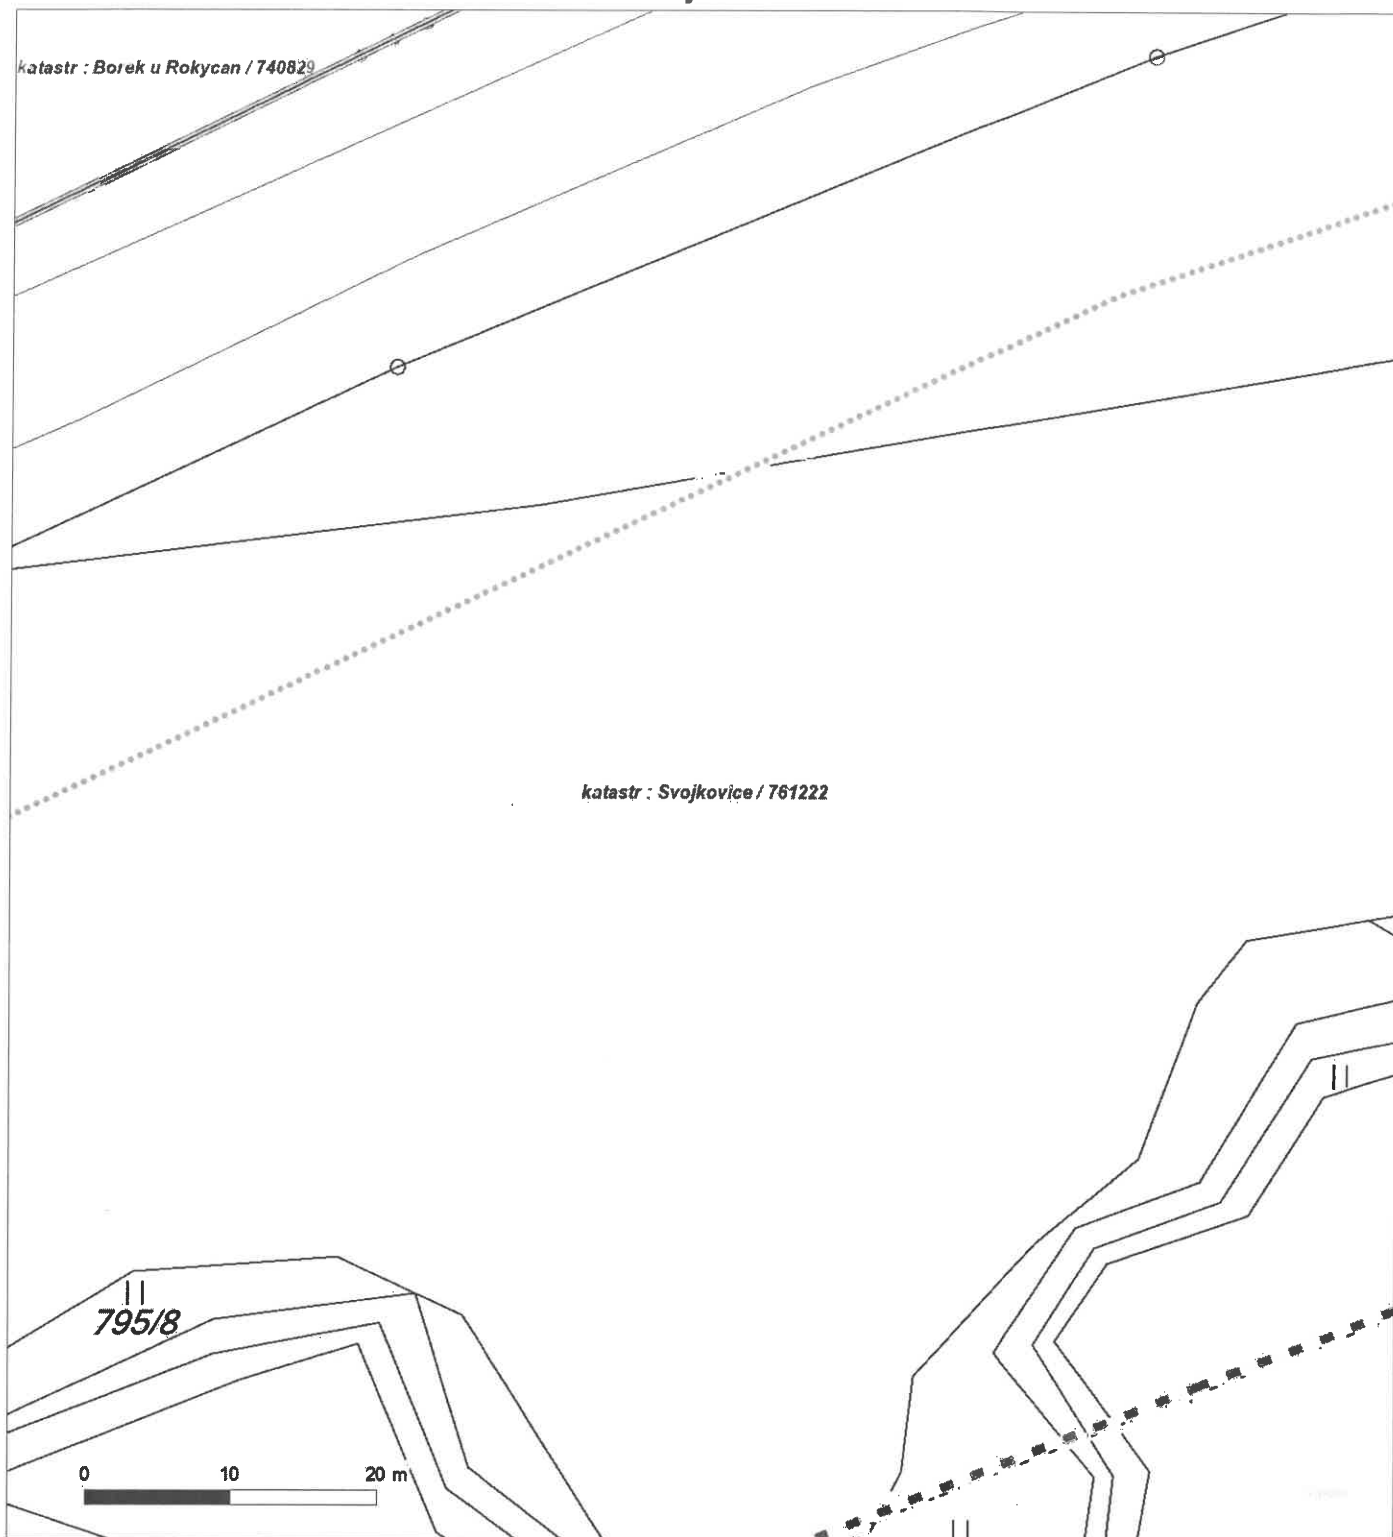 katastr : Borek u Rokycan / 740829
katastr : Svojkovice / 761222
795/8
0 10 20 m